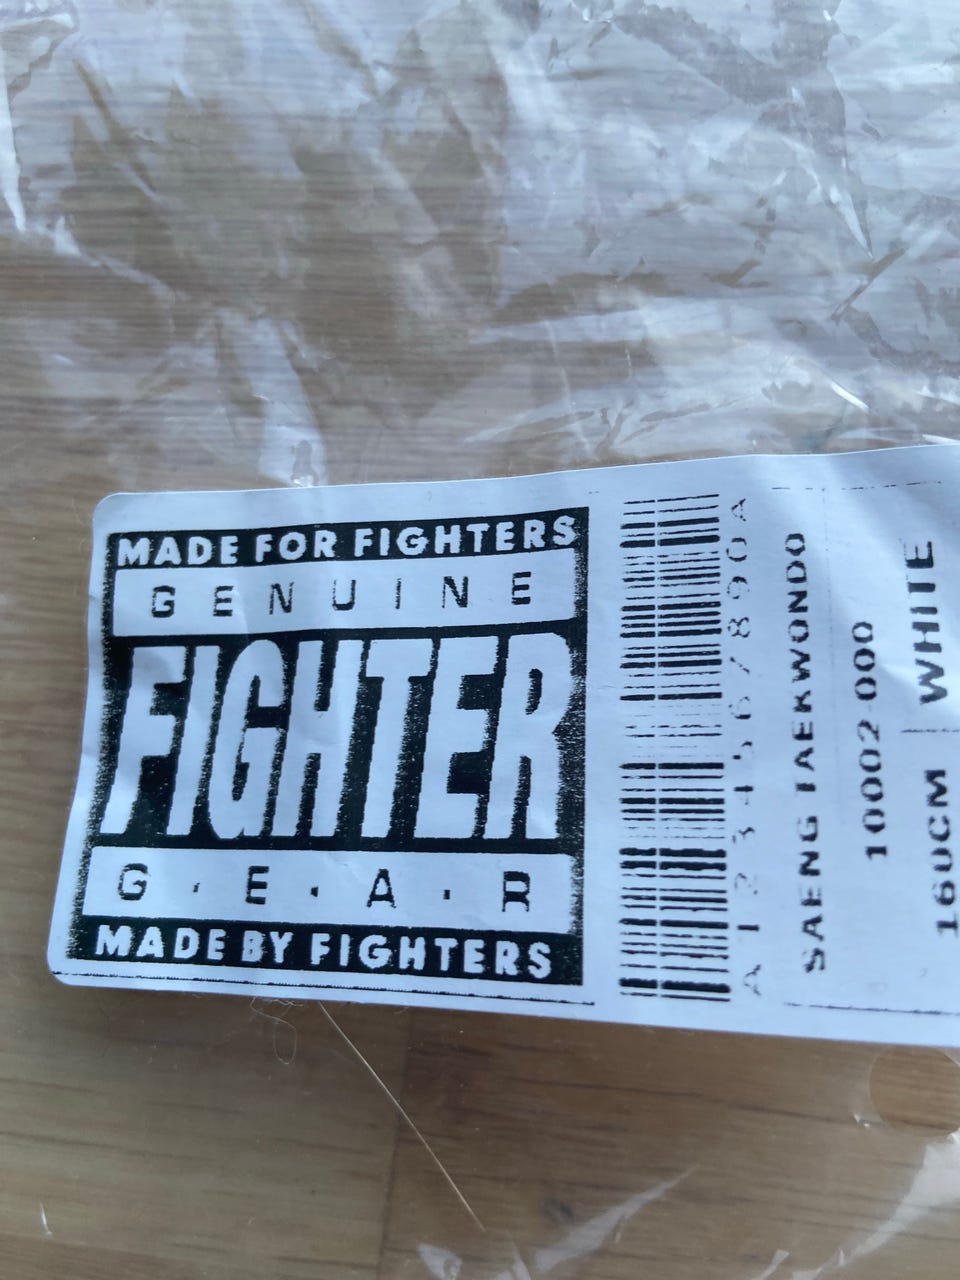 MADE FOR FIGHTERS
GENUINE
FIGHTER
G·E·A·R
MADE BY FIGHTERS
A1234567890A
SAENG TAEKWONDO
10002-000
160CM WHITE